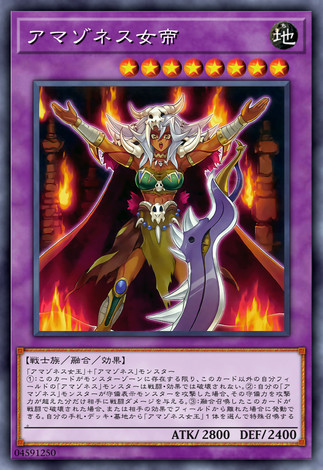 アマゾネス女帝
地
【戦士族／融合／効果】
「アマゾネス女王」＋「アマゾネス」モンスター
①：このカードがモンスターゾーンに存在する限り、このカード以外の自分フィ
ールドの「アマゾネス」モンスターは戦闘・効果では破壊されない。②：自分の「ア
マゾネス」モンスターが守備表示モンスターを攻撃した場合、その守備力を攻撃
力が超えた分だけ相手に戦闘ダメージを与える。③：融合召喚したこのカードが
戦闘で破壊された場合、または相手の効果でフィールドから離れた場合に発動で
きる。自分の手札・デッキ・墓地から「アマゾネス女王」１体を選んで特殊召喚する
ATK/ 2800 DEF/ 2400
04591250